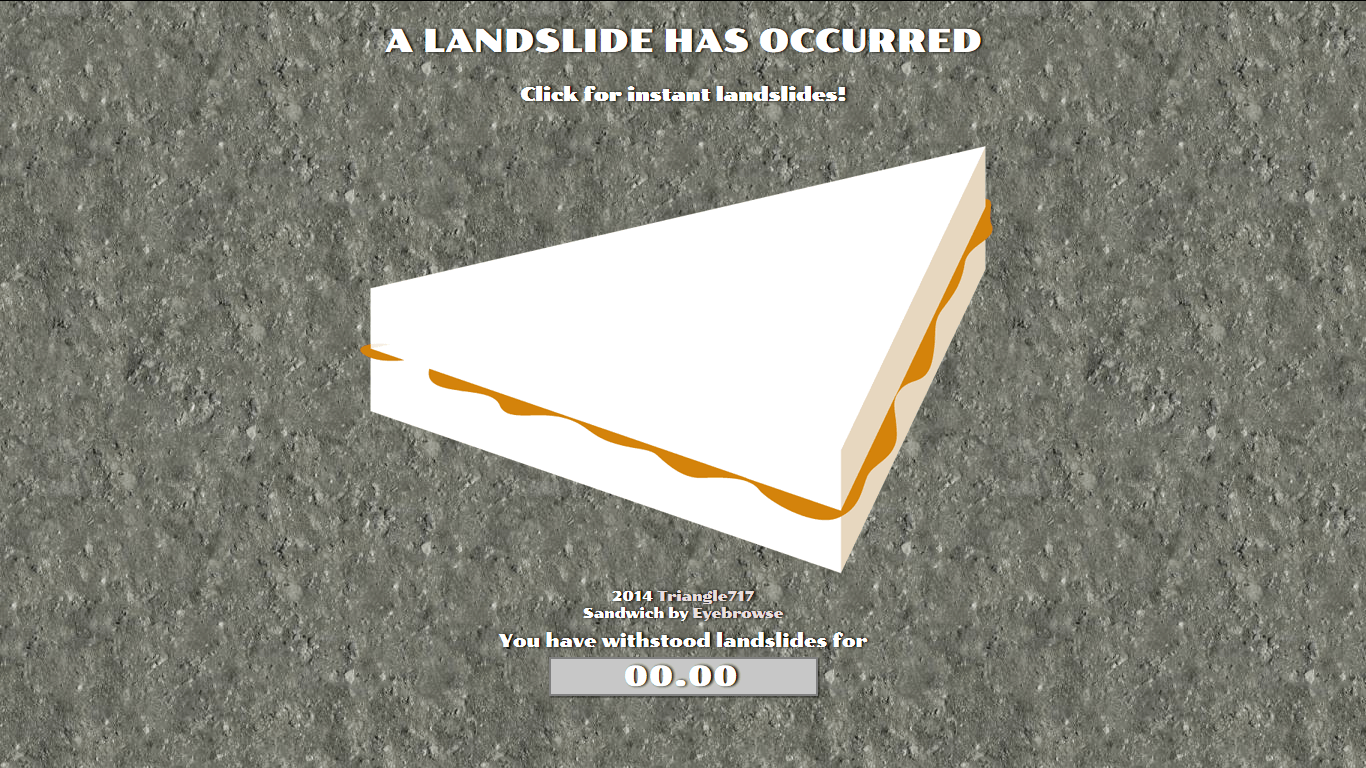 A LANDSLIDE HAS OCCURRED
Click for instant landslides!
2014 Triangle717
Sandwich by Eyebrowse
You have withstood landslides for
00.00